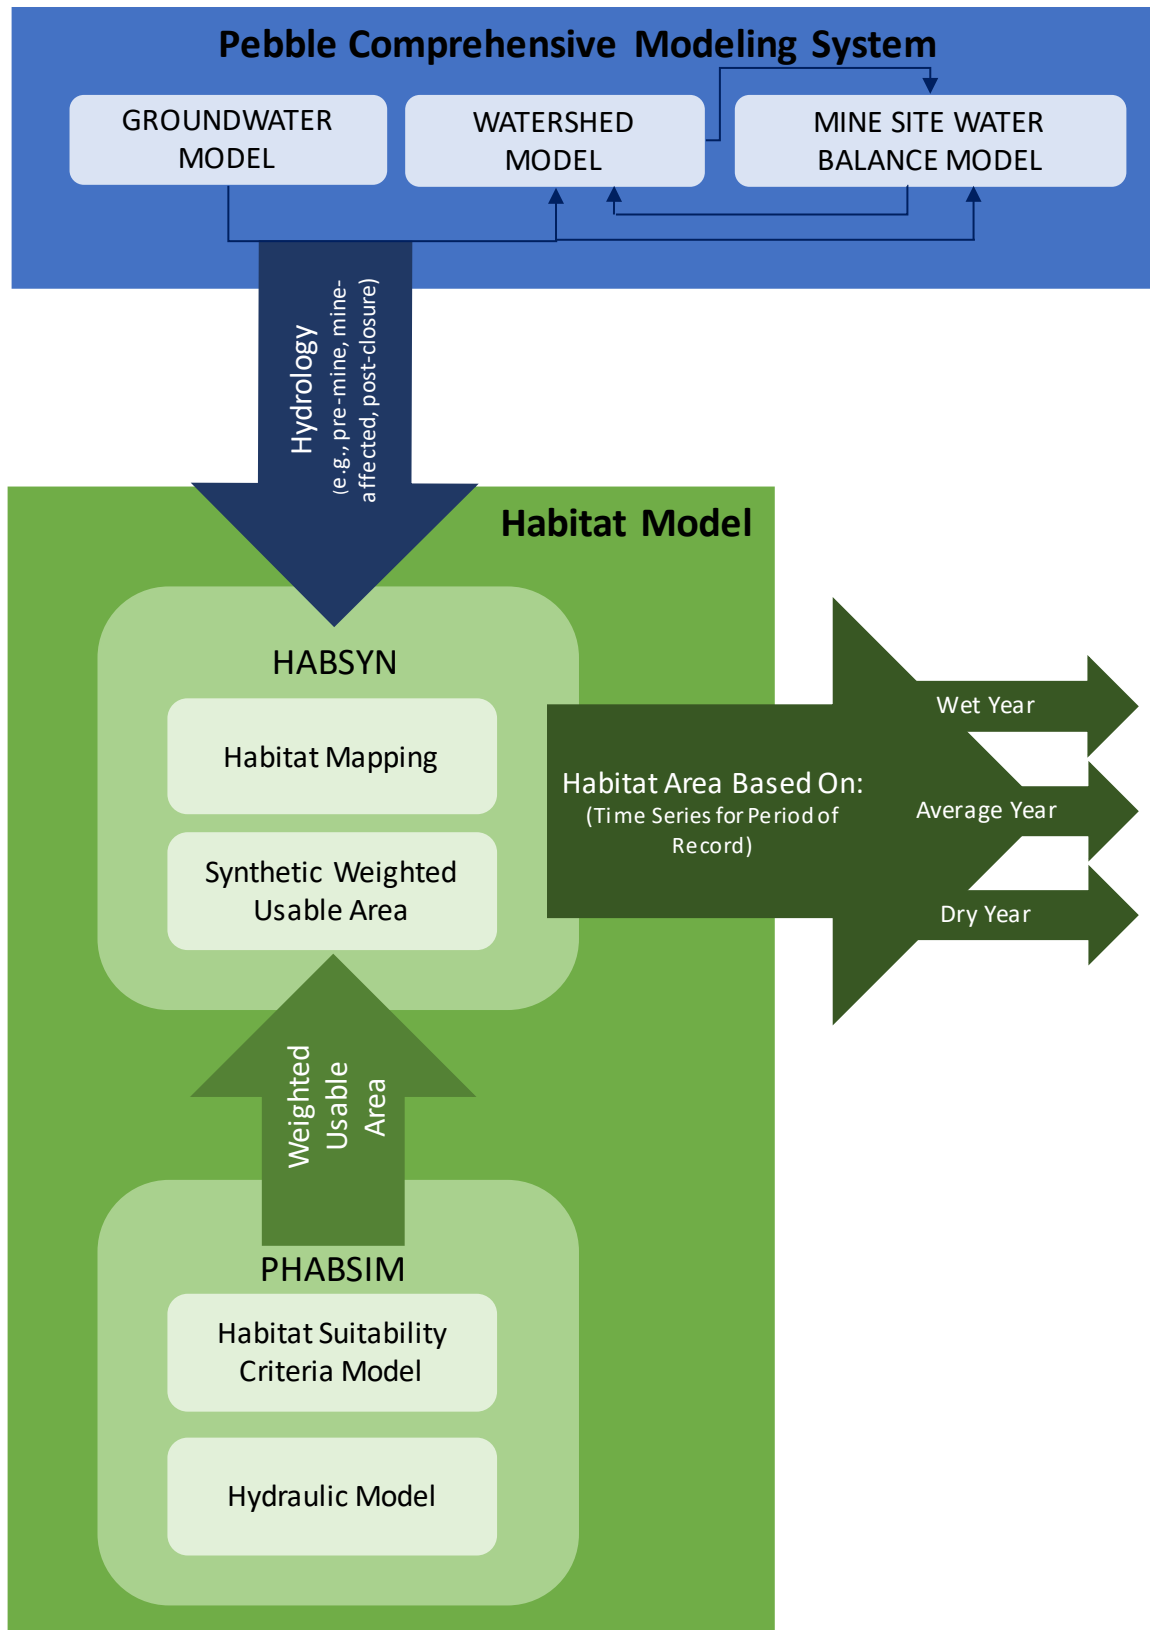 Pebble Comprehensive Modeling System
GROUNDWATER
MODEL
WATERSHED
MODEL
MINE SITE WATER
BALANCE MODEL
Hydrology
(e.g., pre-mine, mine-
affected, post-closure)
Habitat Model
HABSYN
Habitat Mapping
Synthetic Weighted
Usable Area
Habitat Area Based On:
(Time Series for Period of
Record)
Wet Year
Average Year
Dry Year
Weighted
Usable
Area
PHABSIM
Habitat Suitability
Criteria Model
Hydraulic Model